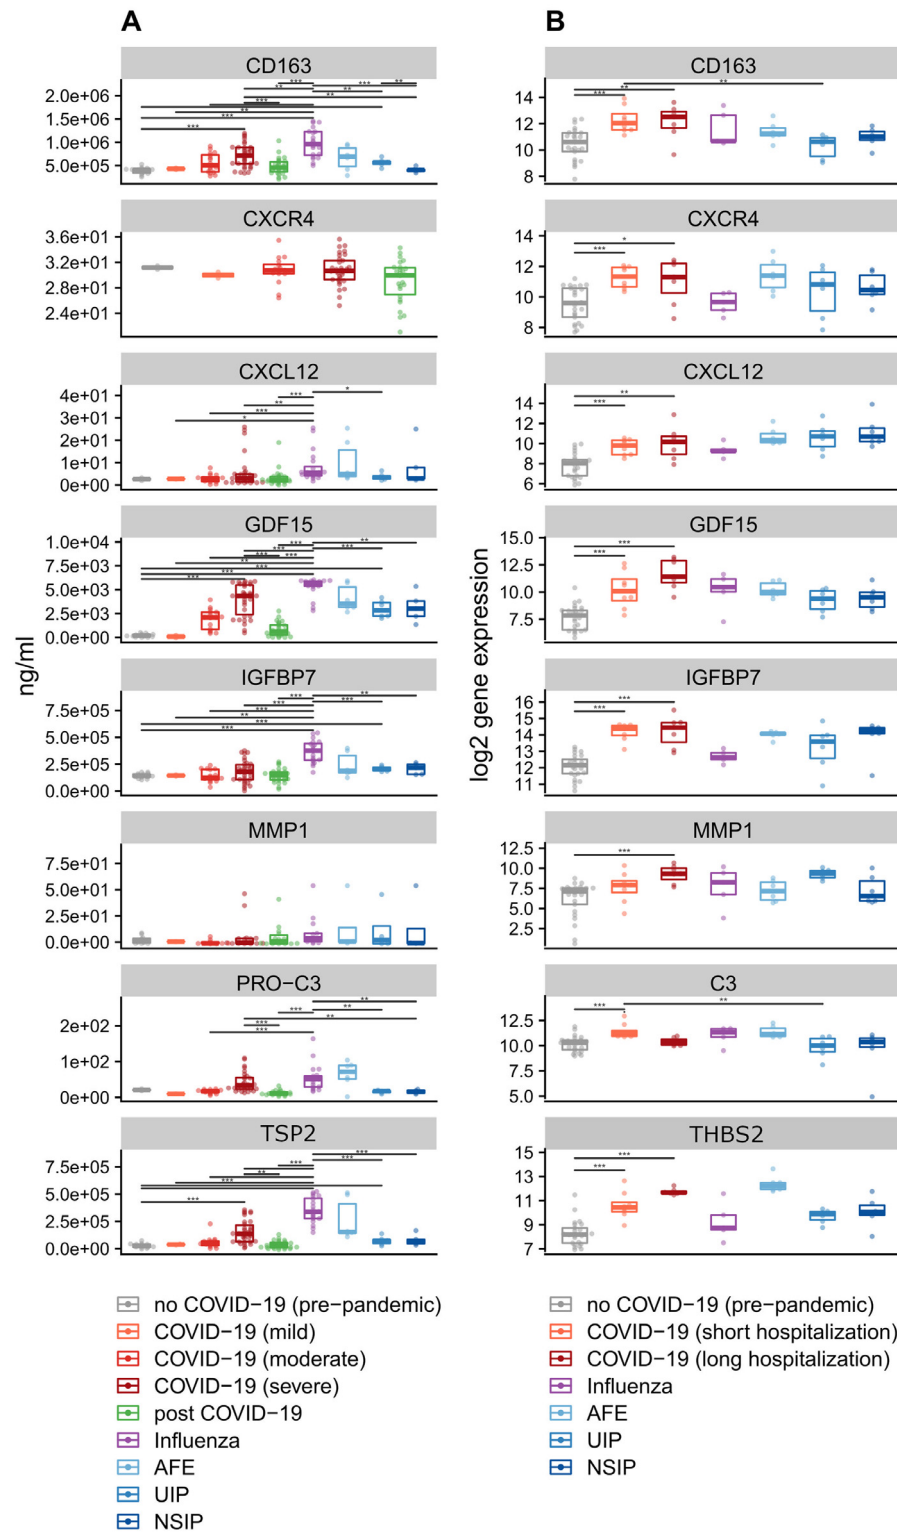 A
CD163
2.0e+06
1.5e+06
1.0e+06
5.0e+05
CXCR4
3.6e+01
3.2e+01
2.8e+01
2.4e+01
CXCL12
4e+01
3e+01
2e+01
1e+01
0e+00
GDF15
1.0e+04
7.5e+03
5.0e+03
2.5e+03
0.0e+00
ng/ml
IGFBP7
7.5e+05
5.0e+05
2.5e+05
0.0e+00
MMP1
7.5e+01
5.0e+01
2.5e+01
0.0e+00
PRO−C3
2e+02
1e+02
0e+00
TSP2
7.5e+05
5.0e+05
2.5e+05
0.0e+00
no COVID−19 (pre−pandemic)
COVID−19 (mild)
COVID−19 (moderate)
COVID−19 (severe)
post COVID−19
Influenza
AFE
UIP
NSIP
B
CD163
14
12
10
8
CXCR4
14
12
10
8
CXCL12
14
12
10
8
6
GDF15
15.0
12.5
10.0
7.5
log2 gene expression
IGFBP7
16
15
14
13
12
11
MMP1
12.5
10.0
7.5
5.0
2.5
C3
12.5
10.0
7.5
5.0
THBS2
15
13
11
9
7
no COVID−19 (pre−pandemic)
COVID−19 (short hospitalization)
COVID−19 (long hospitalization)
Influenza
AFE
UIP
NSIP